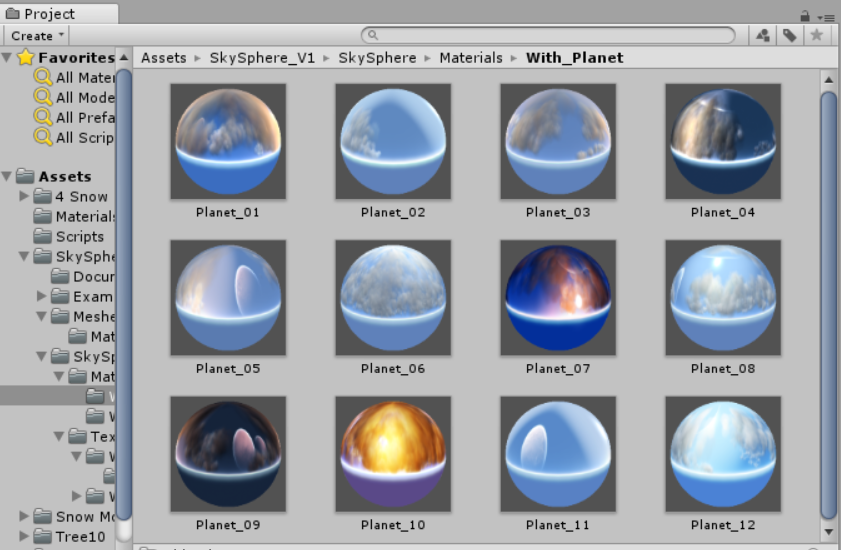 Project
Create
Favorites
All Mater
All Mode
All Prefa
All Scrip
Assets
4 Snow
Materials
Scripts
SkySphe
Docur
Exam
Meshe
Mat
SkySp
Mat
W
W
Tex
W
W
Snow Mo
Tree10
Assets SkySphere_V1 SkySphere Materials With_Planet
Planet_01 Planet_02 Planet_03 Planet_04
Planet_05 Planet_06 Planet_07 Planet_08
Planet_09 Planet_10 Planet_11 Planet_12